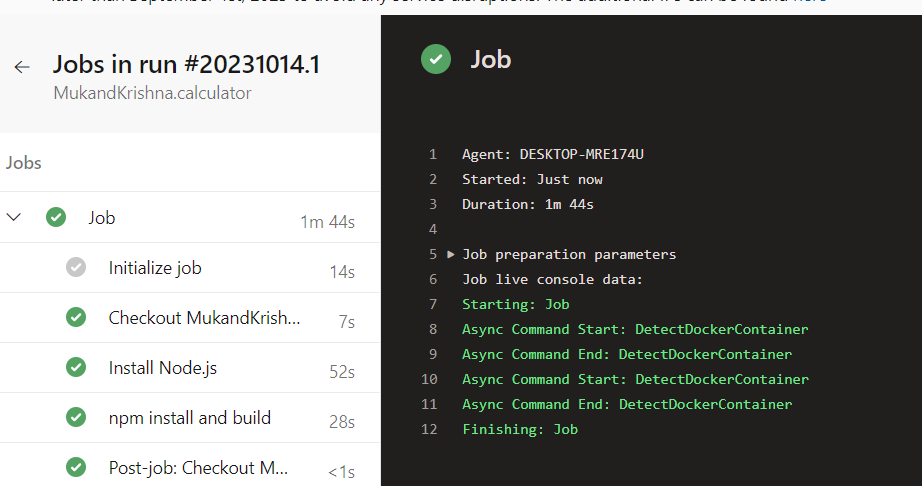 later than September 1st, 2023 to avoid any service disruptions. The additional
can be found here
Jobs in run #20231014.1
MukandKrishna.calculator
Jobs
Job 1m 44s
Initialize job 14s
Checkout MukandKrish... 7s
Install Node.js 52s
npm install and build 28s
Post-job: Checkout M... <1s
Job
1 Agent: DESKTOP-MRE174U
2 Started: Just now
3 Duration: 1m 44s
4
5 Job preparation parameters
6 Job live console data:
7 Starting: Job
8 Async Command Start: DetectDockerContainer
9 Async Command End: DetectDockerContainer
10 Async Command Start: DetectDockerContainer
11 Async Command End: DetectDockerContainer
12 Finishing: Job